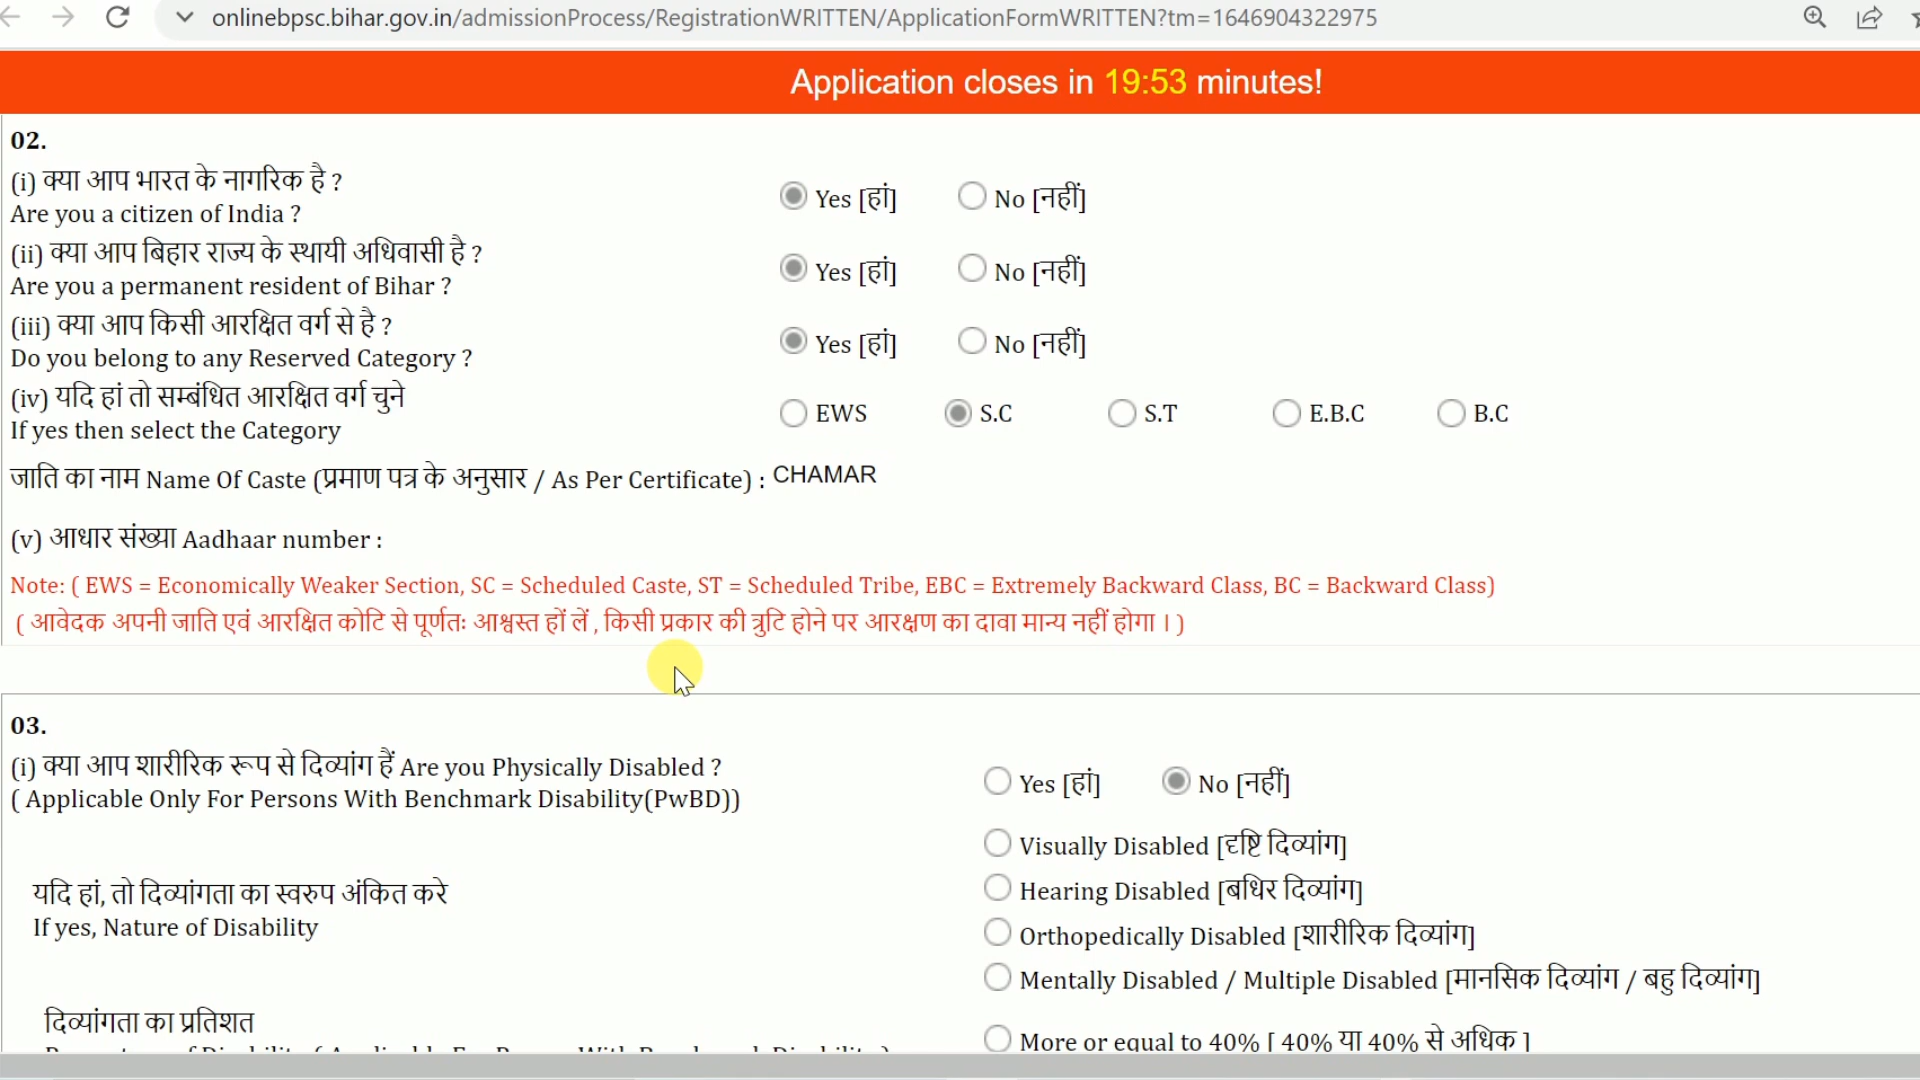 onlinebpsc.bihar.gov.in/admissionProcess/RegistrationWRITTEN/ApplicationFormWRITTEN?tm=1646904322975
Application closes in 19:53 minutes!
02.
(i) क्या आप भारत के नागरिक है ?
Are you a citizen of India ?
Yes [हां] No [नहीं]
(ii) क्या आप बिहार राज्य के स्थायी अधिवासी है ?
Are you a permanent resident of Bihar ?
Yes [हां] No [नहीं]
(iii) क्या आप किसी आरक्षित वर्ग से है ?
Do you belong to any Reserved Category ?
Yes [हां] No [नहीं]
(iv) यदि हां तो सम्बंधित आरक्षित वर्ग चुने
If yes then select the Category
EWS S.C S.T E.B.C B.C
जाति का नाम Name Of Caste (प्रमाण पत्र के अनुसार / As Per Certificate) : CHAMAR
(v) आधार संख्या Aadhaar number :
Note: ( EWS = Economically Weaker Section, SC = Scheduled Caste, ST = Scheduled Tribe, EBC = Extremely Backward Class, BC = Backward Class)
( आवेदक अपनी जाति एवं आरक्षित कोटि से पूर्णतः आश्वस्त हों लें , किसी प्रकार की त्रुटि होने पर आरक्षण का दावा मान्य नहीं होगा । )
03.
(i) क्या आप शारीरिक रूप से दिव्यांग हैं Are you Physically Disabled ?
( Applicable Only For Persons With Benchmark Disability(PwBD))
Yes [हां] No [नहीं]
Visually Disabled [दृष्टि दिव्यांग]
Hearing Disabled [बधिर दिव्यांग]
यदि हां, तो दिव्यांगता का स्वरुप अंकित करे
If yes, Nature of Disability
Orthopedically Disabled [शारीरिक दिव्यांग]
Mentally Disabled / Multiple Disabled [मानसिक दिव्यांग / बहु दिव्यांग]
दिव्यांगता का प्रतिशत
More or equal to 40% [ 40% या 40% से अधिक ]